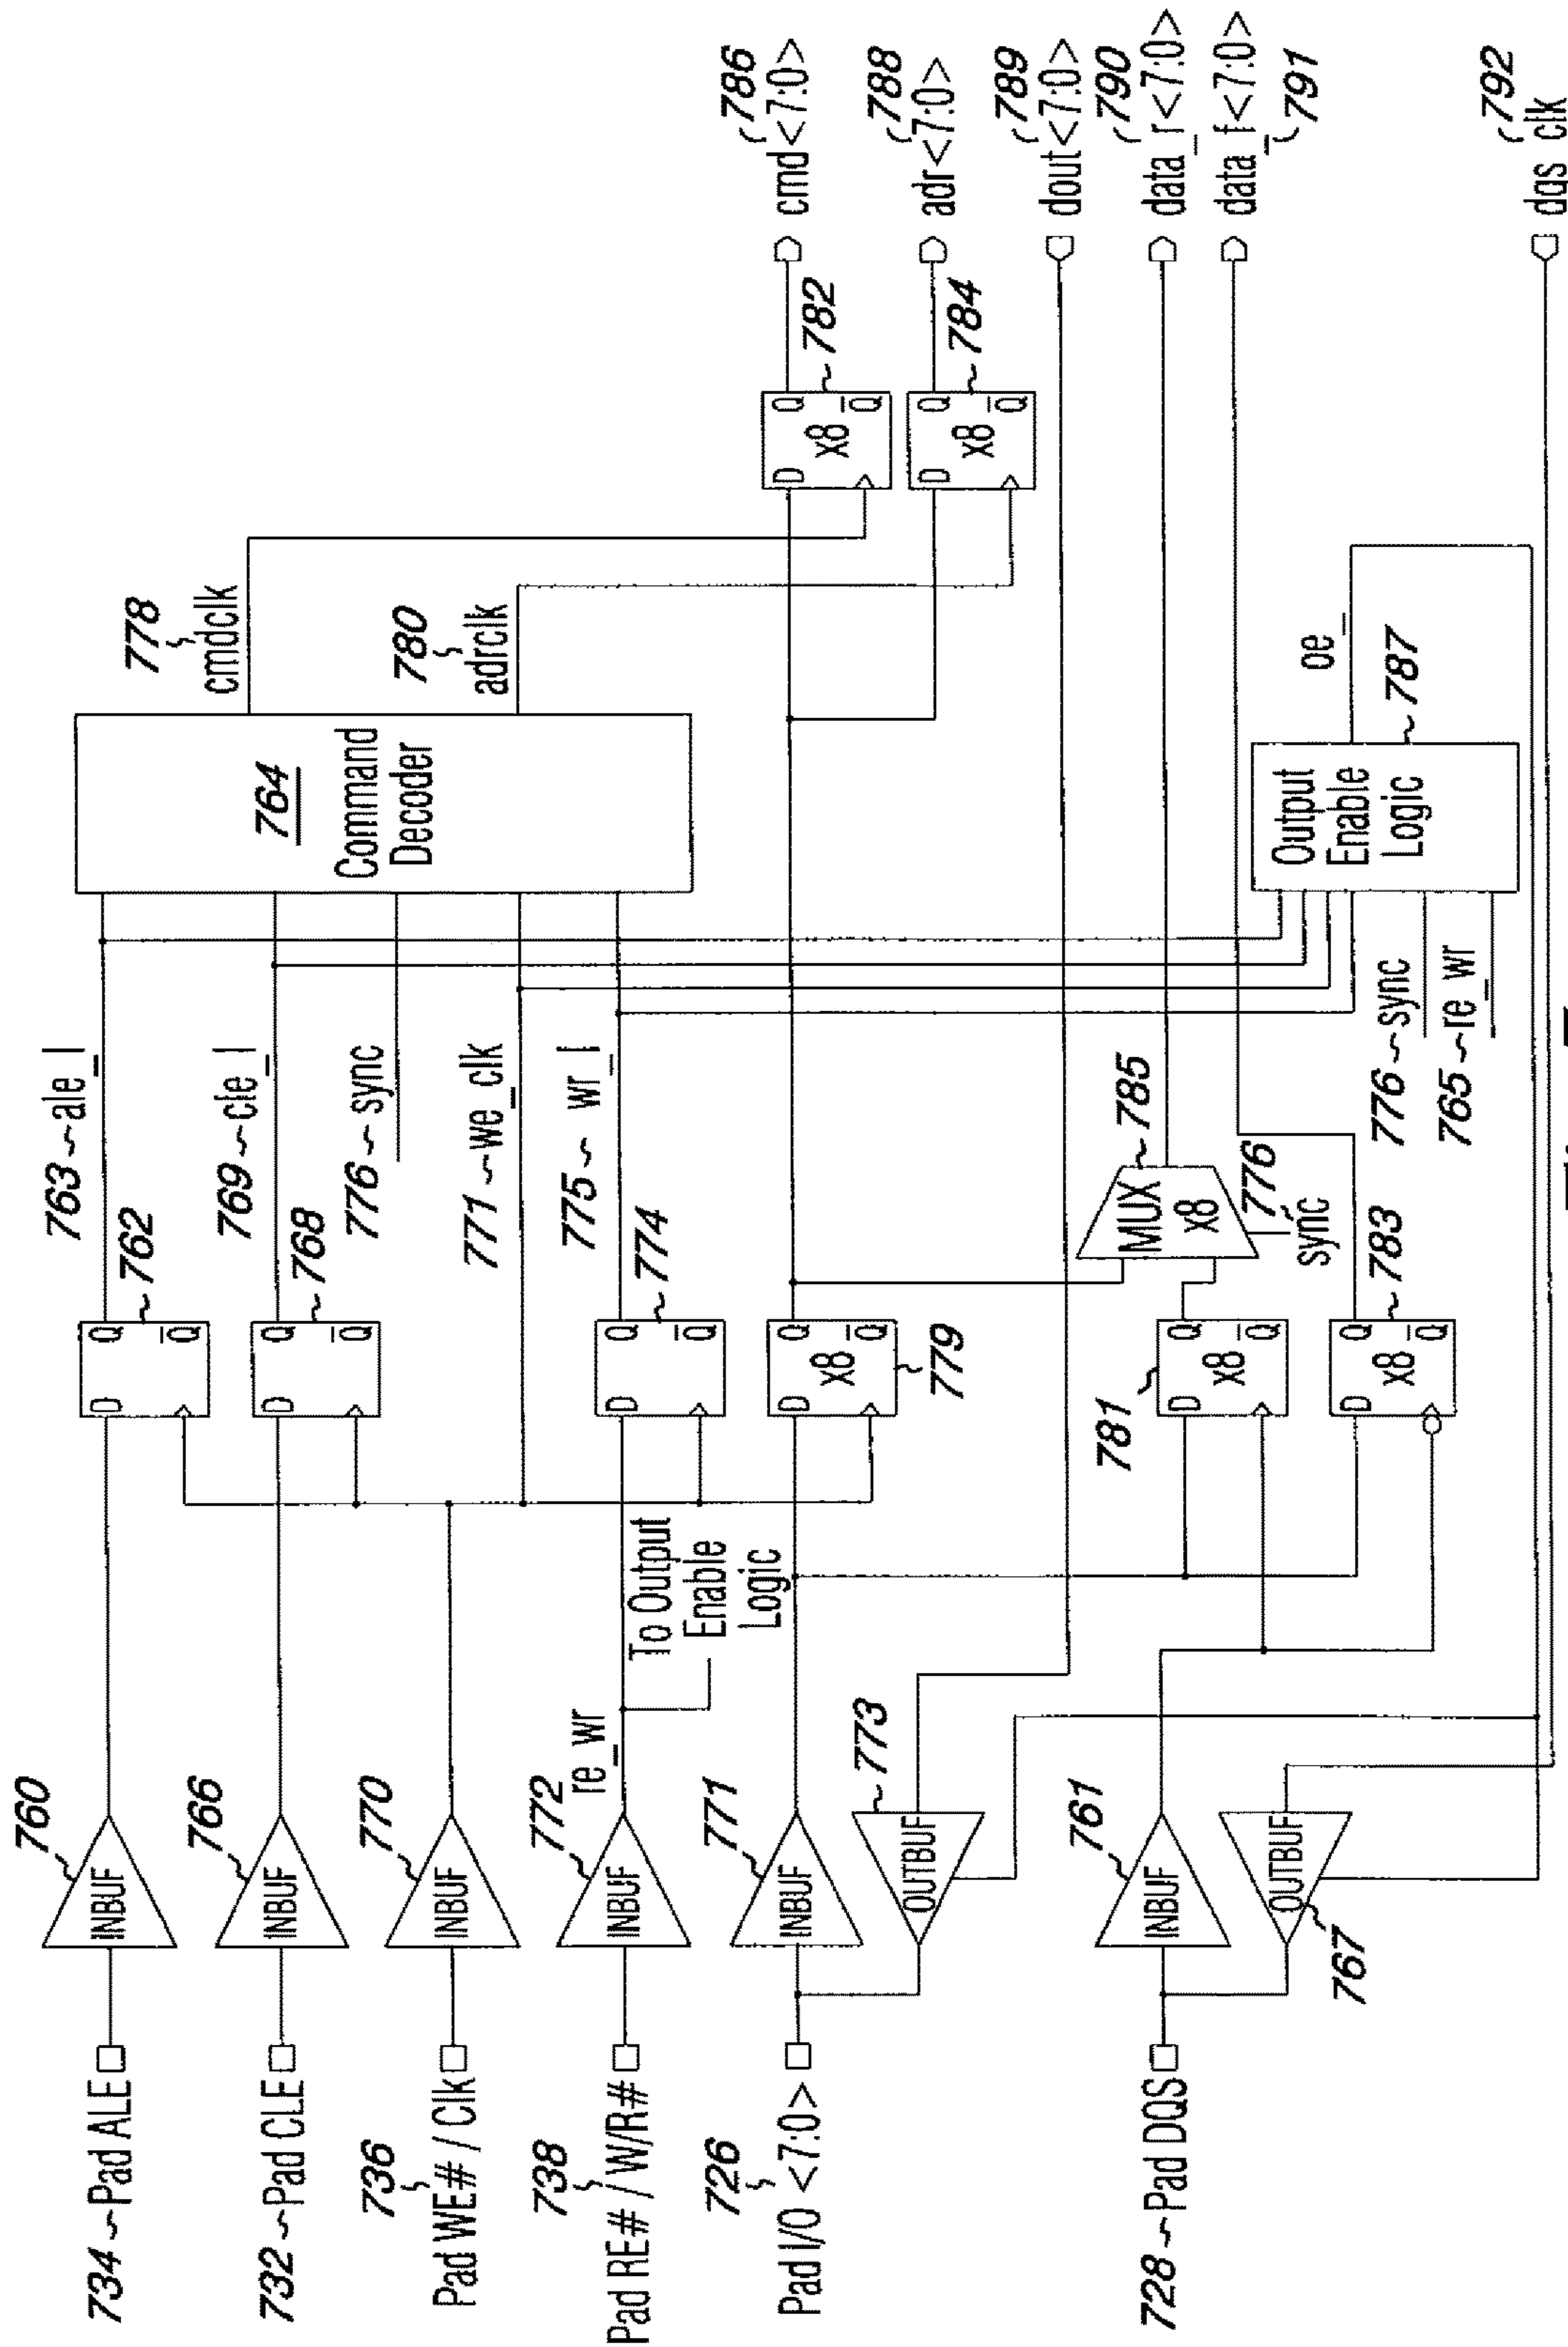 734 Pad ALE
760
INBUF
D
Q
Q
762
763 ale_l
732 Pad CLE
766
INBUF
D
Q
Q
768
769 cle_l
776 sync
736
Pad WE# / Clk
770
INBUF
771 we_clk
738
Pad RE# / W/R#
772
INBUF
re_wr
To Output
Enable
Logic
D
Q
Q
774
775 wr_l
764
Command
Decoder
778
cmdclk
780
adrclk
726
Pad I/O <7:0>
771
INBUF
773
OUTBUF
D
Q
x8
Q
779
D
Q
x8
Q
782
786
cmd<7:0>
D
Q
x8
Q
784
788
adr<7:0>
789
dout<7:0>
728 Pad DQS
761
INBUF
OUTBUF
767
781
D
Q
x8
Q
D
Q
x8
Q
783
MUX
x8
785
776
sync
790
data_r<7:0>
data_f<7:0>
791
776 sync
765 re_wr
Output
Enable
Logic
787
oe_
792
dqs_clk